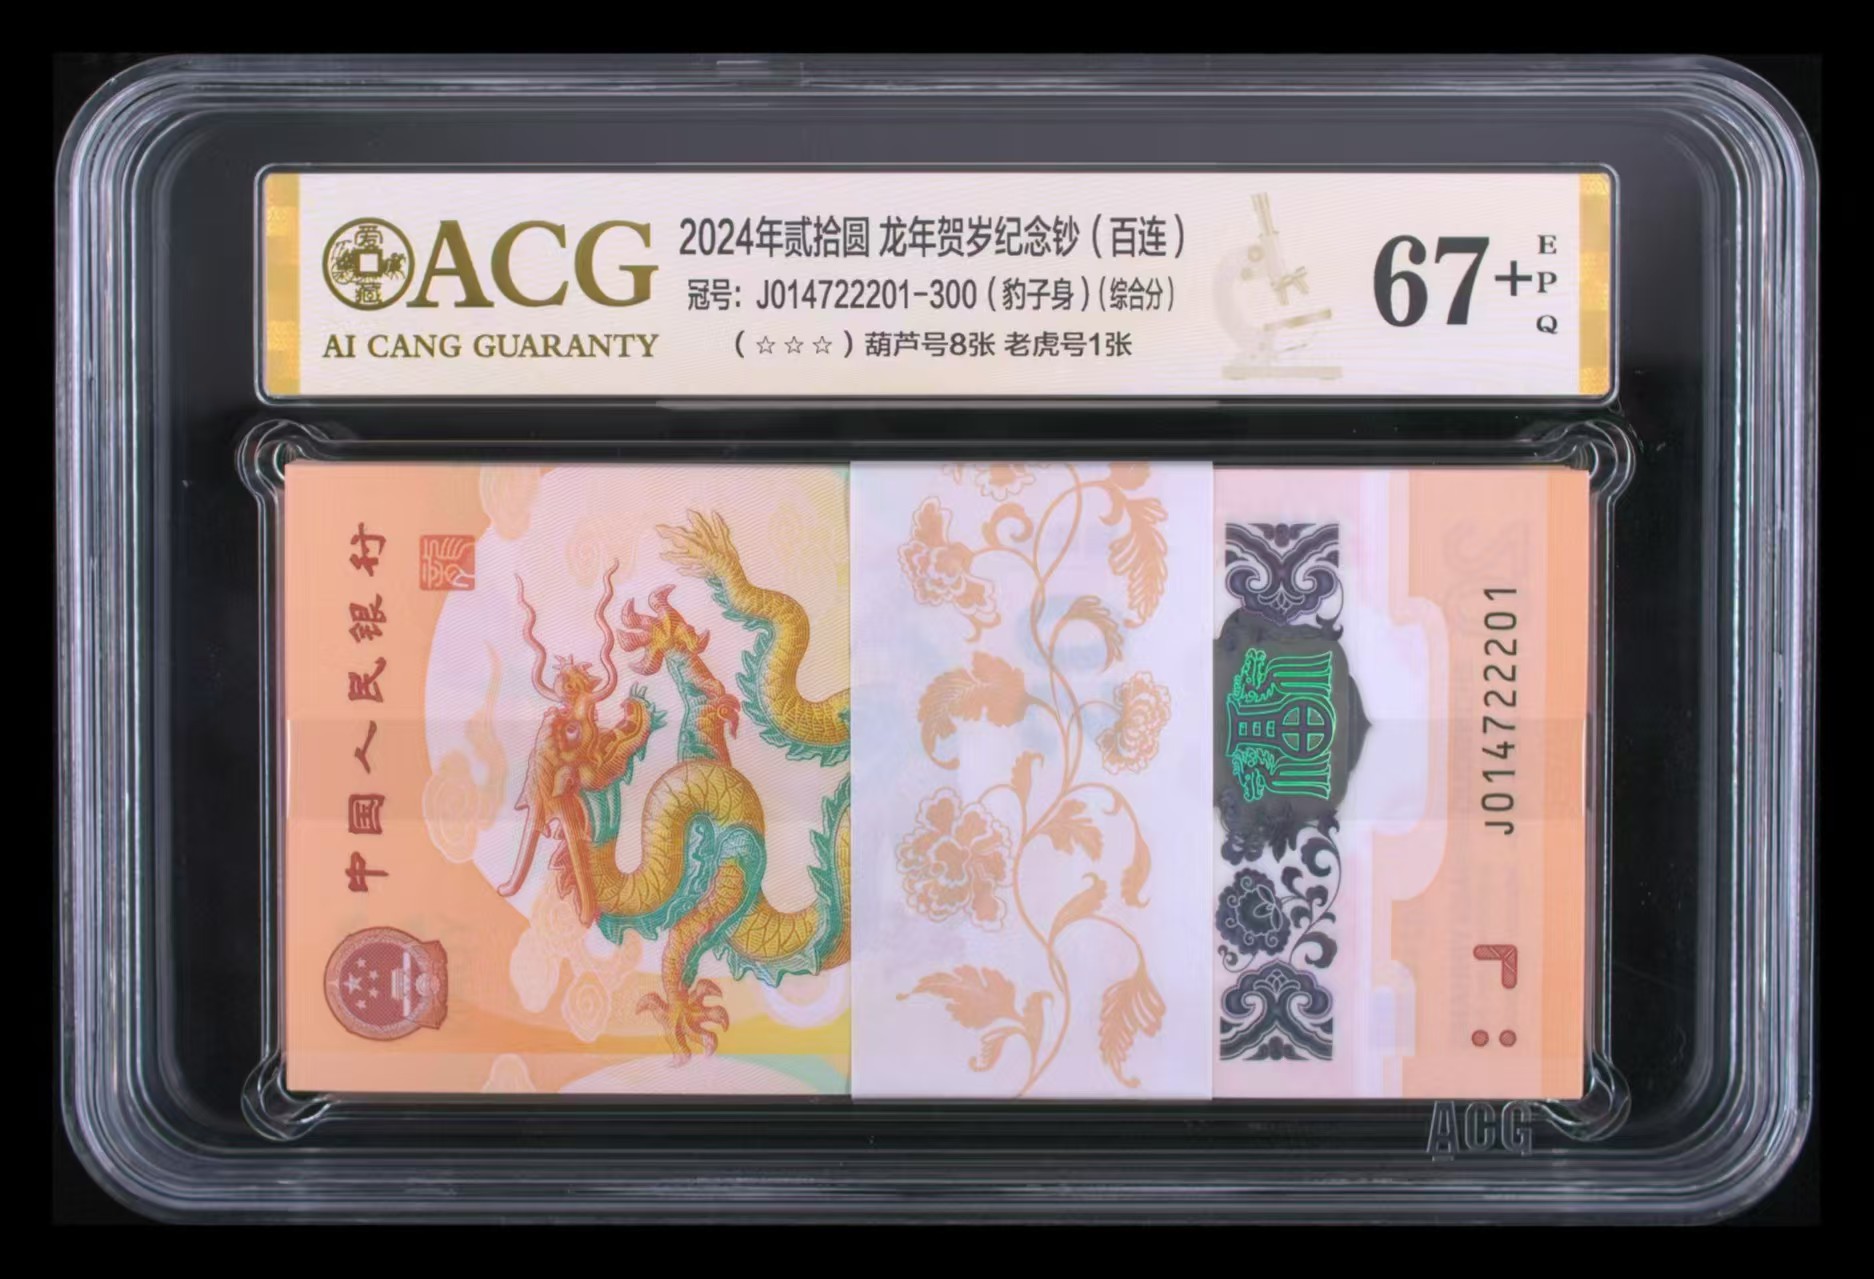 ACG
AI CANG GUARANTY
2024年贰拾圆 龙年贺岁纪念钞（百连）
冠号：J014722201-300（豹子身）(综合分)
（☆☆☆）葫芦号8张 老虎号1张
67+
EPQ
中国人民银行
J014722201
ACG